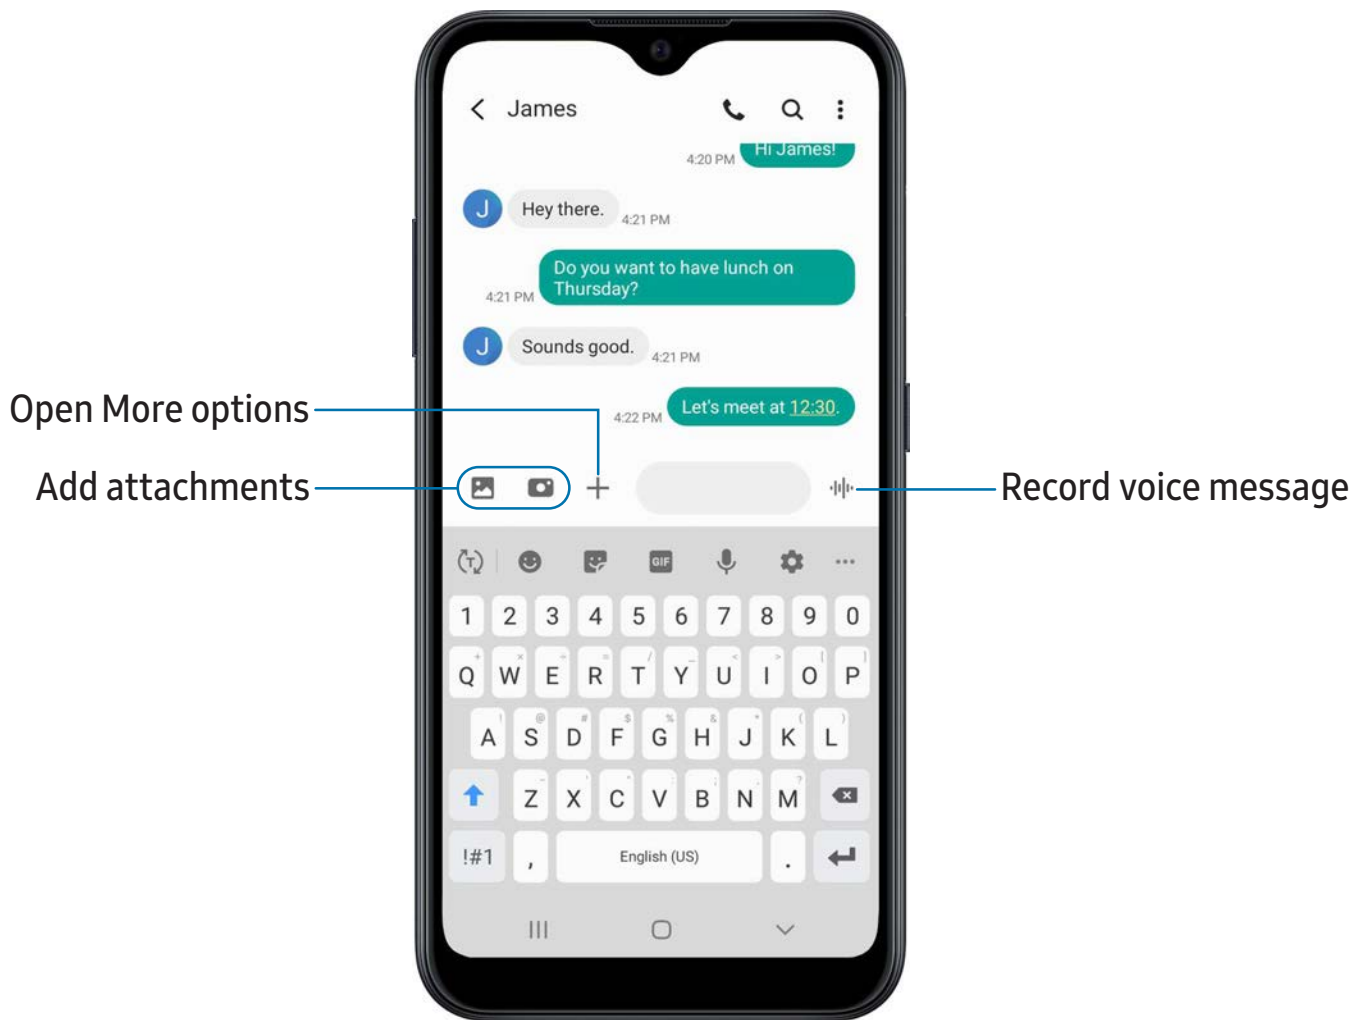 James
Hi James!
4:20 PM
J
Hey there.
4:21 PM
Do you want to have lunch on
Thursday?
4:21 PM
J
Sounds good.
4:21 PM
Let's meet at 12:30.
4:22 PM
Open More options
Add attachments
Record voice message
T
GIF
1 2 3 4 5 6 7 8 9 0
Q W E R T Y U I O P
A S D F G H J K L
Z X C V B N M
!#1 , English (US) .